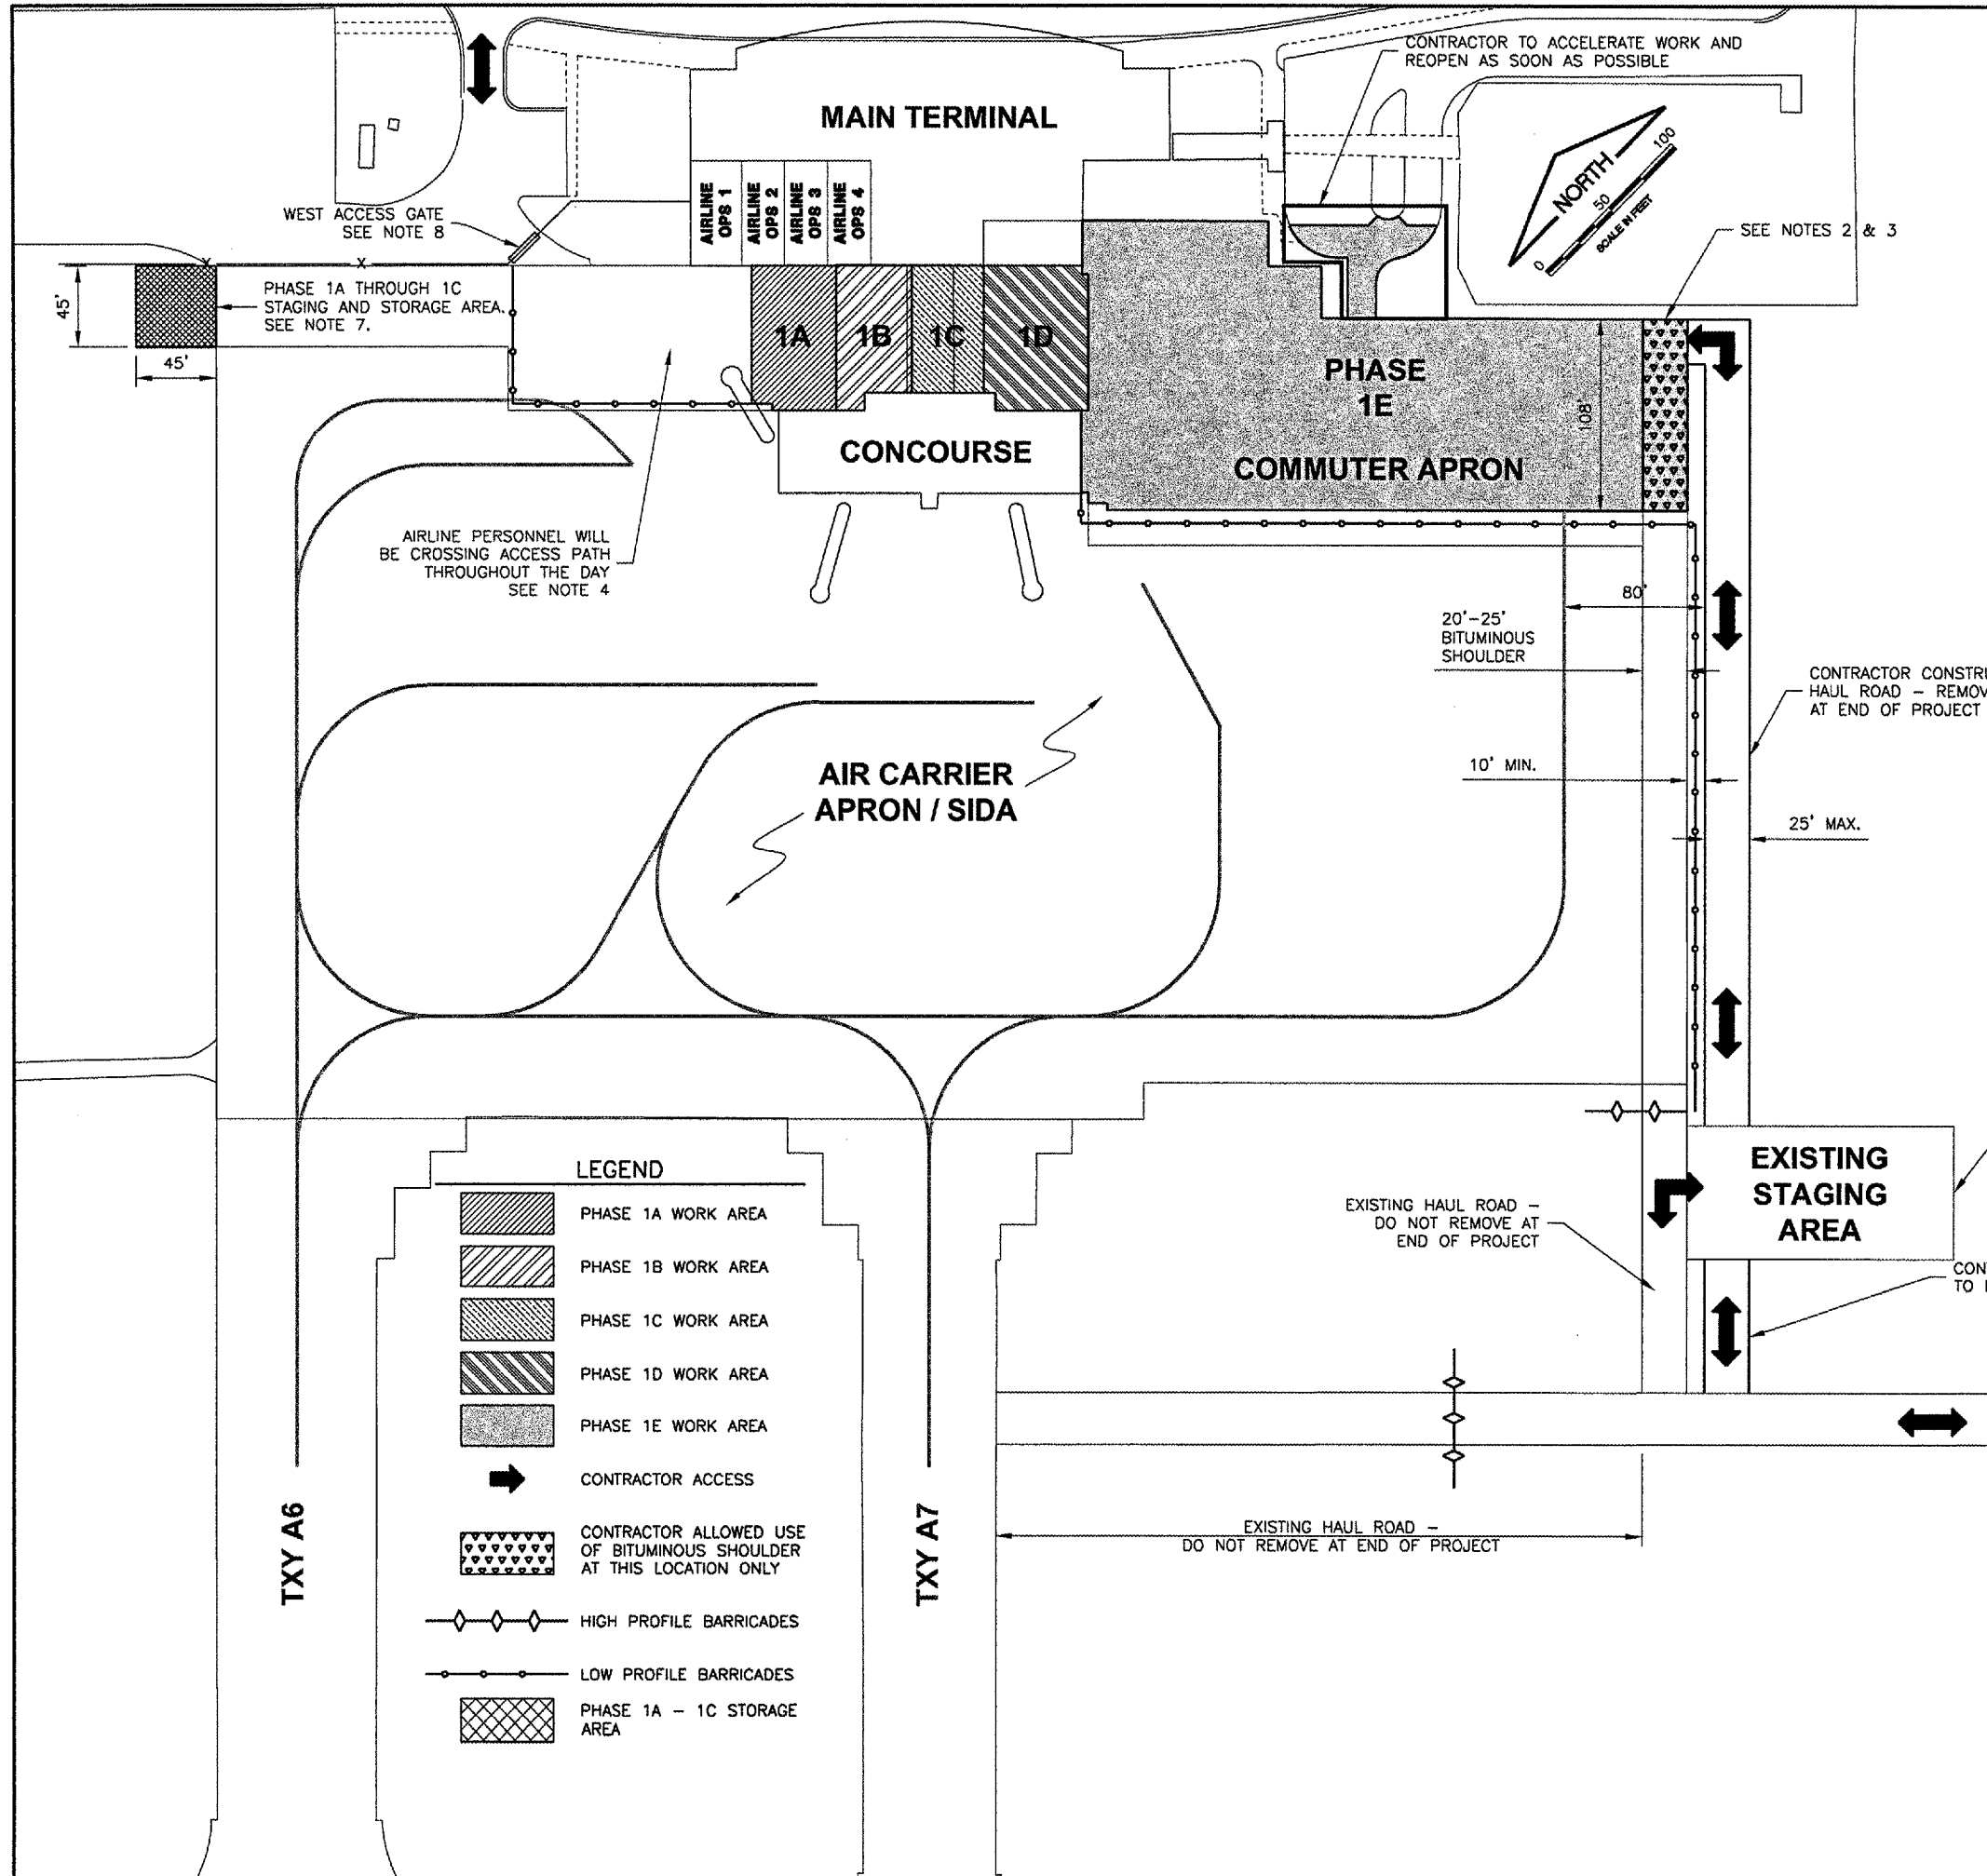 CONTRACTOR TO ACCELERATE WORK AND
REOPEN AS SOON AS POSSIBLE
MAIN TERMINAL
NORTH
0 50 100
SCALE IN FEET
AIRLINE
OPS 1
AIRLINE
OPS 2
AIRLINE
OPS 3
AIRLINE
OPS 4
WEST ACCESS GATE
SEE NOTE 8
SEE NOTES 2 & 3
X X
45'
45'
PHASE 1A THROUGH 1C
STAGING AND STORAGE AREA.
SEE NOTE 7.
1A
1B
1C
1D
PHASE
1E
108'
COMMUTER APRON
CONCOURSE
AIRLINE PERSONNEL WILL
BE CROSSING ACCESS PATH
THROUGHOUT THE DAY
SEE NOTE 4
80'
20'-25'
BITUMINOUS
SHOULDER
CONTRACTOR CONSTRU
HAUL ROAD – REMOV
AT END OF PROJECT
AIR CARRIER
APRON / SIDA
10' MIN.
25' MAX.
EXISTING
STAGING
AREA
EXISTING HAUL ROAD –
DO NOT REMOVE AT
END OF PROJECT
CON
TO
LEGEND
PHASE 1A WORK AREA
PHASE 1B WORK AREA
PHASE 1C WORK AREA
PHASE 1D WORK AREA
PHASE 1E WORK AREA
CONTRACTOR ACCESS
CONTRACTOR ALLOWED USE
OF BITUMINOUS SHOULDER
AT THIS LOCATION ONLY
HIGH PROFILE BARRICADES
LOW PROFILE BARRICADES
PHASE 1A – 1C STORAGE
AREA
TXY A6
TXY A7
EXISTING HAUL ROAD –
DO NOT REMOVE AT END OF PROJECT